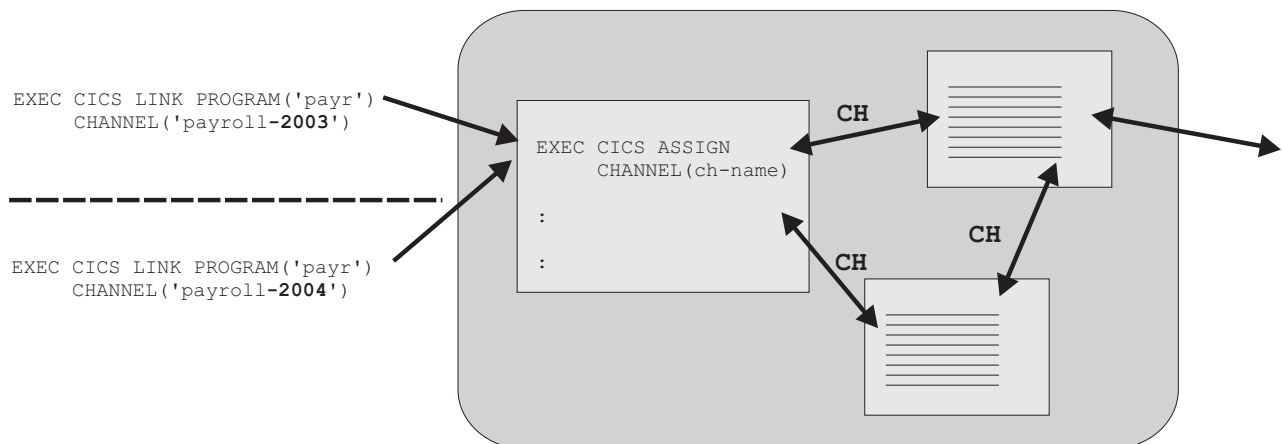 EXEC CICS LINK PROGRAM('payr')
CHANNEL('payroll-2003')
EXEC CICS LINK PROGRAM('payr')
CHANNEL('payroll-2004')
EXEC CICS ASSIGN
CHANNEL(ch-name)
:
:
CH
CH
CH